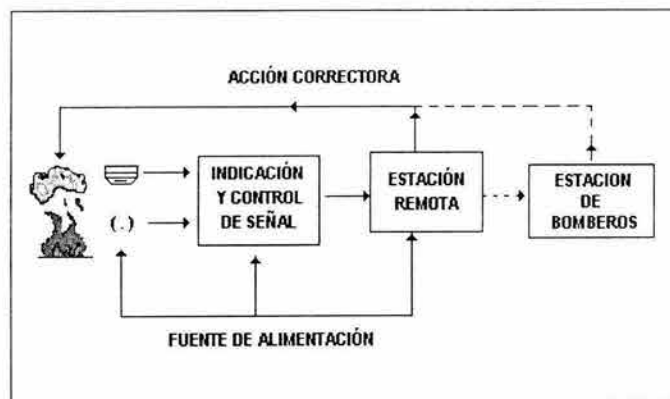 ACCIÓN CORRECTORA
INDICACIÓN
Y CONTROL
DE SEÑAL
ESTACIÓN
REMOTA
ESTACION
DE
BOMBEROS
(.)
FUENTE DE ALIMENTACIÓN